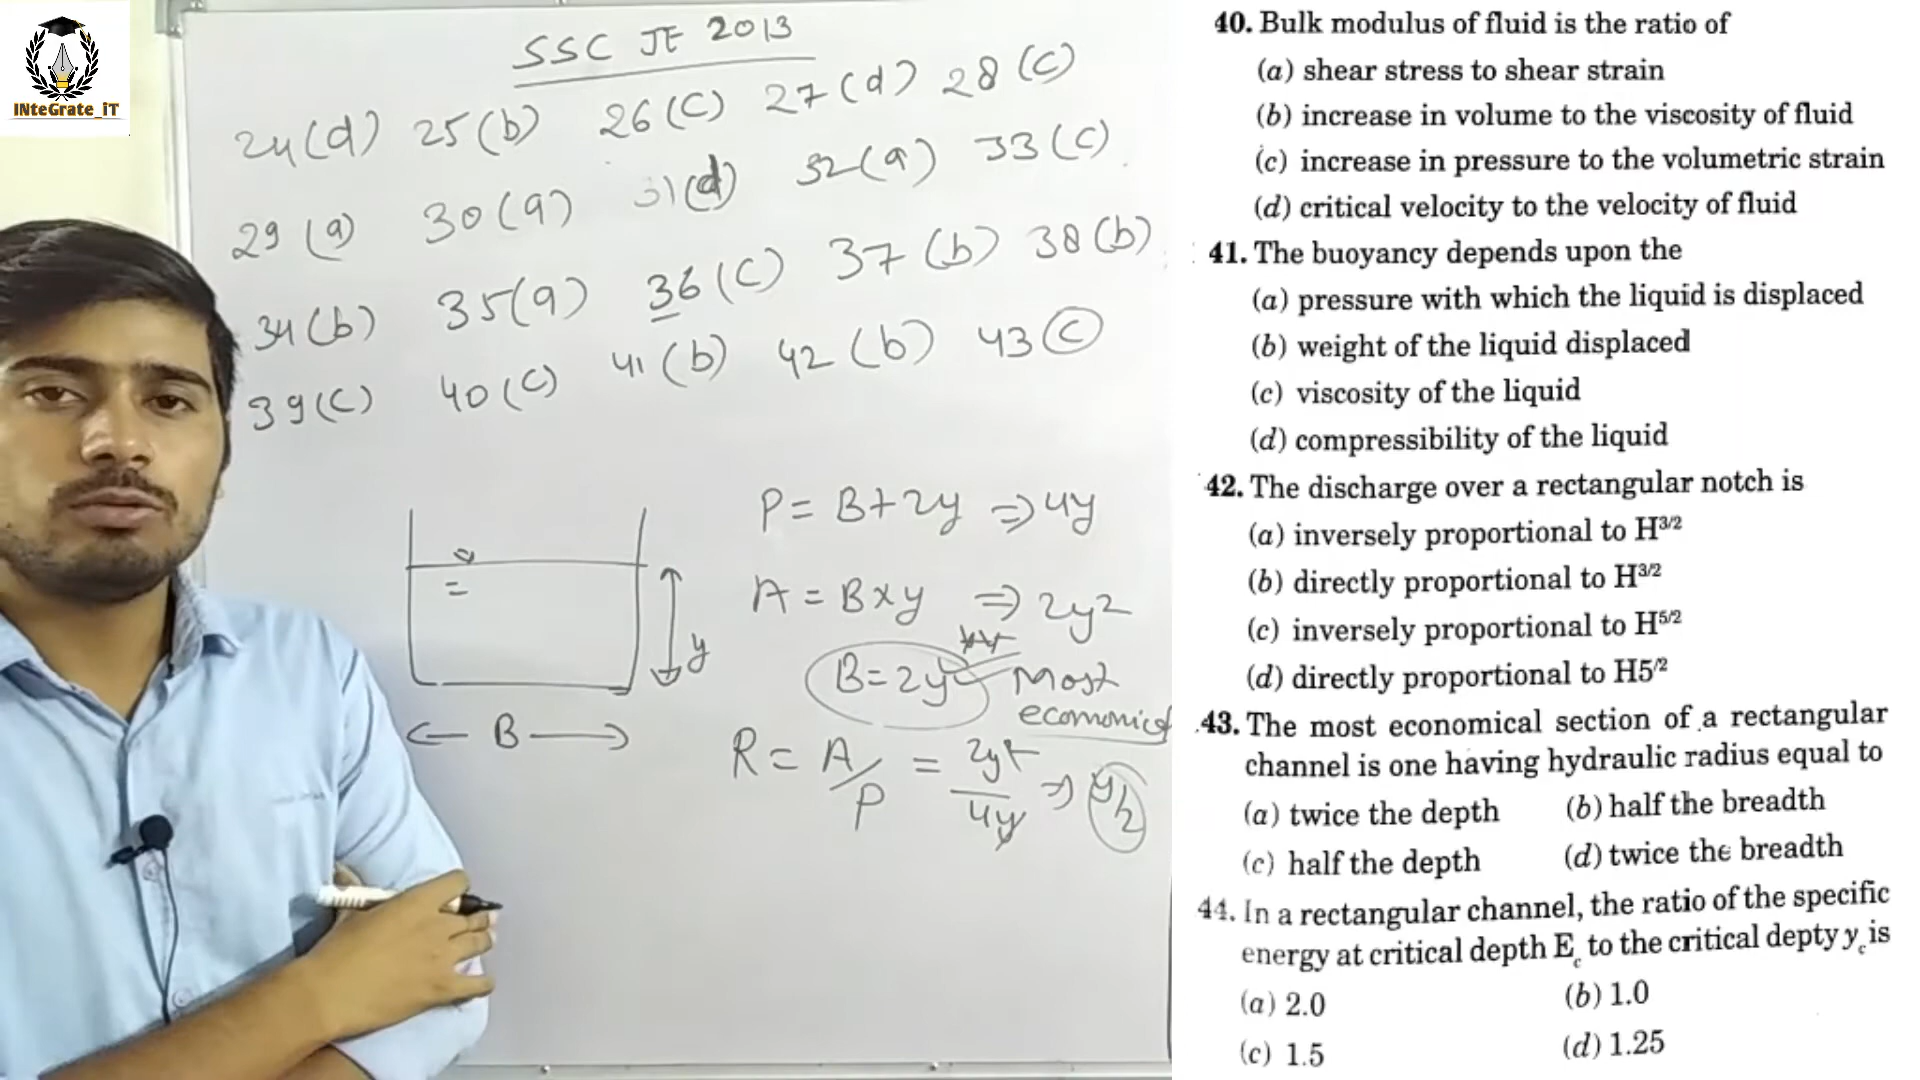 INteGrate_iT
SSC JE 2013
24(d) 25(b) 26(C) 27(d) 28(C)
29(a) 30(a) 31(d) 32(a) 33(C)
34(b) 35(a) 36(C) 37(b) 38(b)
39(C) 40(C) 41(b) 42(b) 43(C)
P = B+2y ⇒ 4y
A = B×y ⇒ 2y²
B=2y Most
economical
y
B
R = A/P = 2y²/4y ⇒ y/2
40. Bulk modulus of fluid is the ratio of
(a) shear stress to shear strain
(b) increase in volume to the viscosity of fluid
(c) increase in pressure to the volumetric strain
(d) critical velocity to the velocity of fluid
41. The buoyancy depends upon the
(a) pressure with which the liquid is displaced
(b) weight of the liquid displaced
(c) viscosity of the liquid
(d) compressibility of the liquid
42. The discharge over a rectangular notch is
(a) inversely proportional to H^3/2
(b) directly proportional to H^3/2
(c) inversely proportional to H^5/2
(d) directly proportional to H5^/2
43. The most economical section of a rectangular
channel is one having hydraulic radius equal to
(a) twice the depth (b) half the breadth
(c) half the depth (d) twice the breadth
44. In a rectangular channel, the ratio of the specific
energy at critical depth E_c to the critical depty y_c is
(a) 2.0 (b) 1.0
(c) 1.5 (d) 1.25